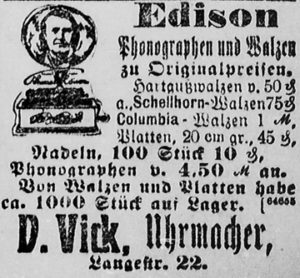 Edison
Phonographen und Walzen
zu Originalpreisen.
Hartgußwalzen v. 50 ₰
a., Schellhorn-Walzen 75 ₰
Columbia-Walzen 1 ℳ,
Platten, 20 cm gr., 45 ₰,
Nadeln, 100 Stück 10 ₰,
Phonographen v. 4,50 ℳ an.
Von Walzen und Platten habe
ca. 1000 Stück auf Lager. [64655
D. Vick, Uhrmacher,
Langestr. 22.